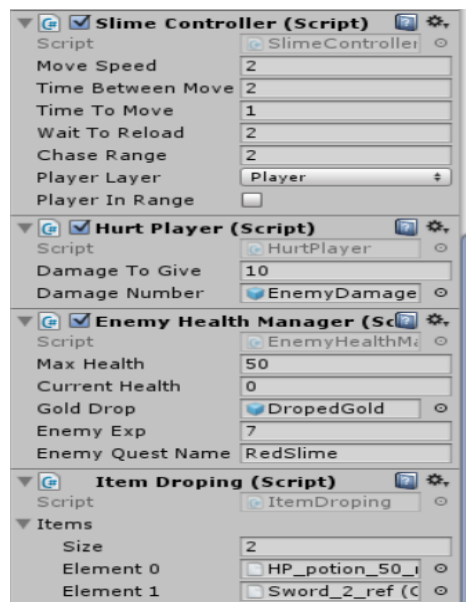 Slime Controller (Script)
Script SlimeController
Move Speed 2
Time Between Move 2
Time To Move 1
Wait To Reload 2
Chase Range 2
Player Layer Player
Player In Range
Hurt Player (Script)
Script HurtPlayer
Damage To Give 10
Damage Number EnemyDamage
Enemy Health Manager (Sc
Script EnemyHealthMa
Max Health 50
Current Health 0
Gold Drop DropedGold
Enemy Exp 7
Enemy Quest Name RedSlime
Item Droping (Script)
Script ItemDroping
Items
Size 2
Element 0 HP_potion_50_
Element 1 Sword_2_ref (